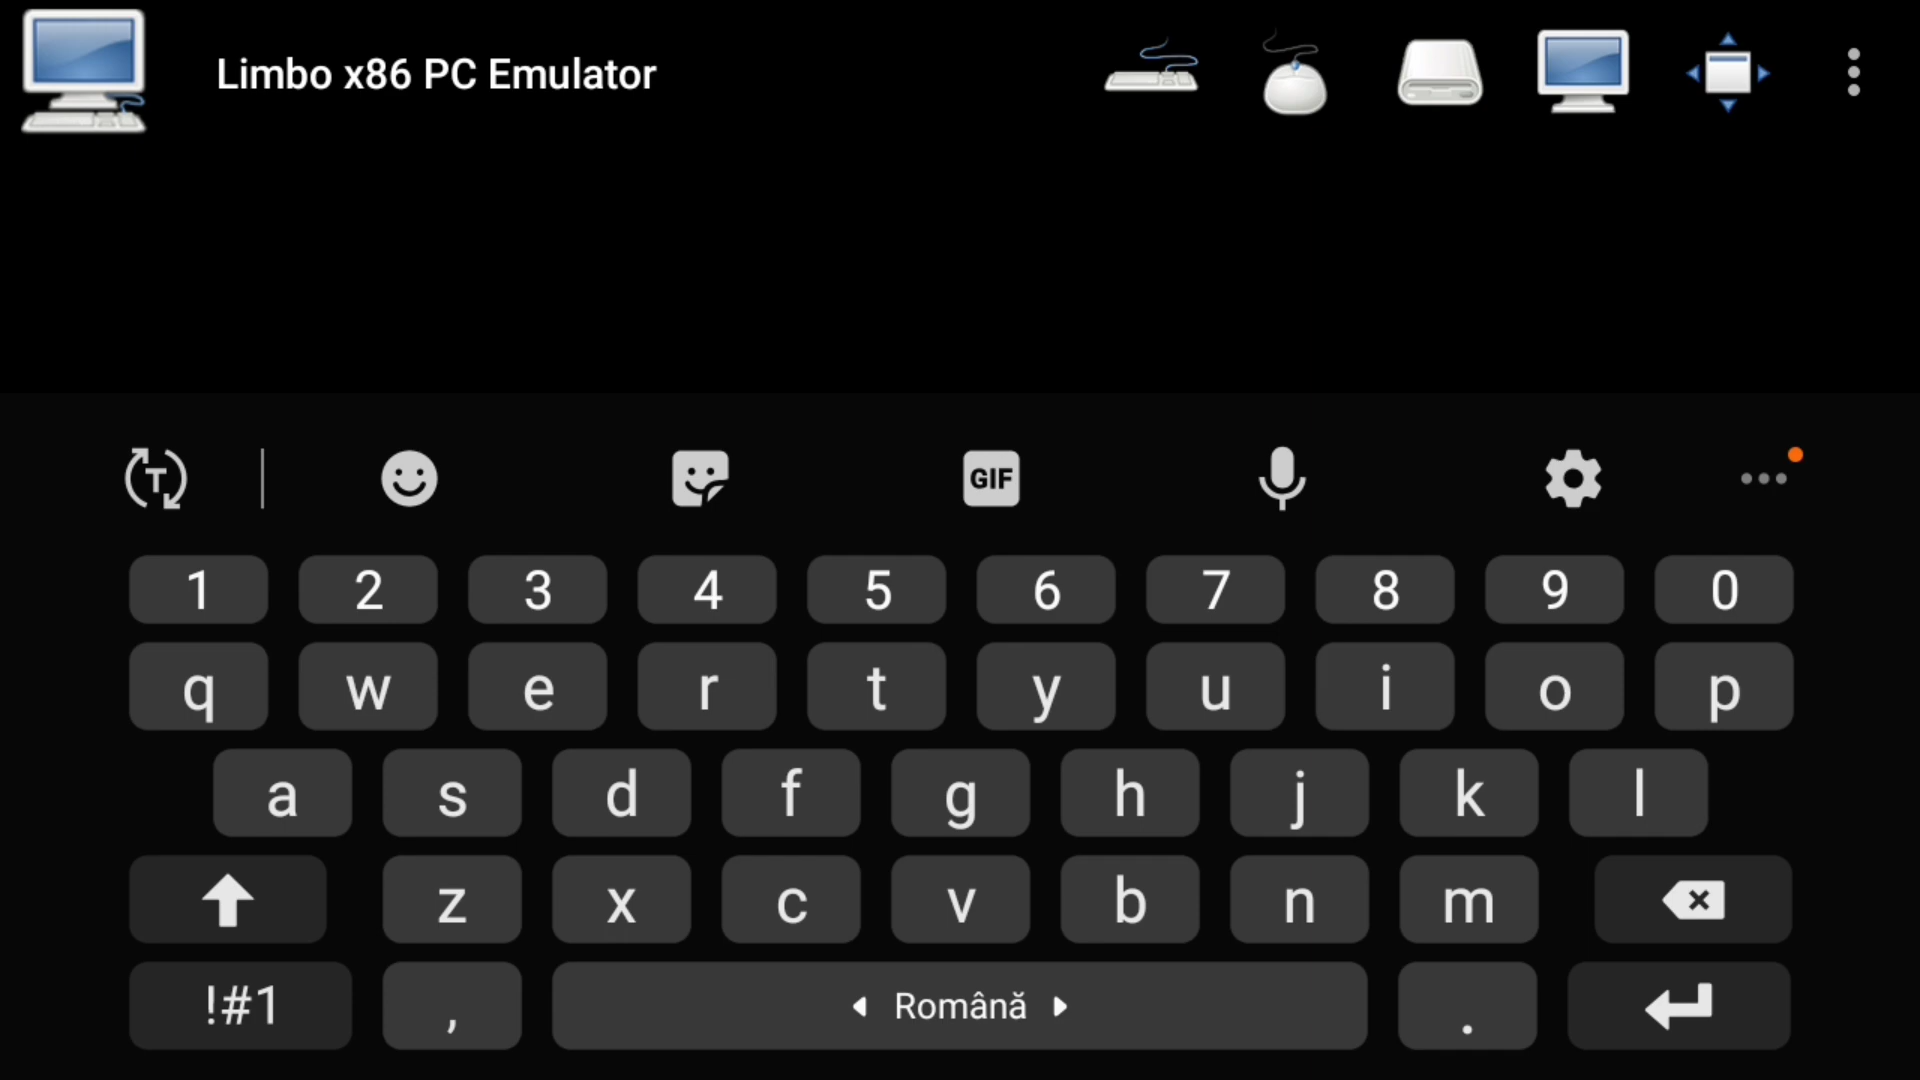 Limbo x86 PC Emulator
T
GIF
1 2 3 4 5 6 7 8 9 0
q w e r t y u i o p
a s d f g h j k l
z x c v b n m
!#1 , Română .